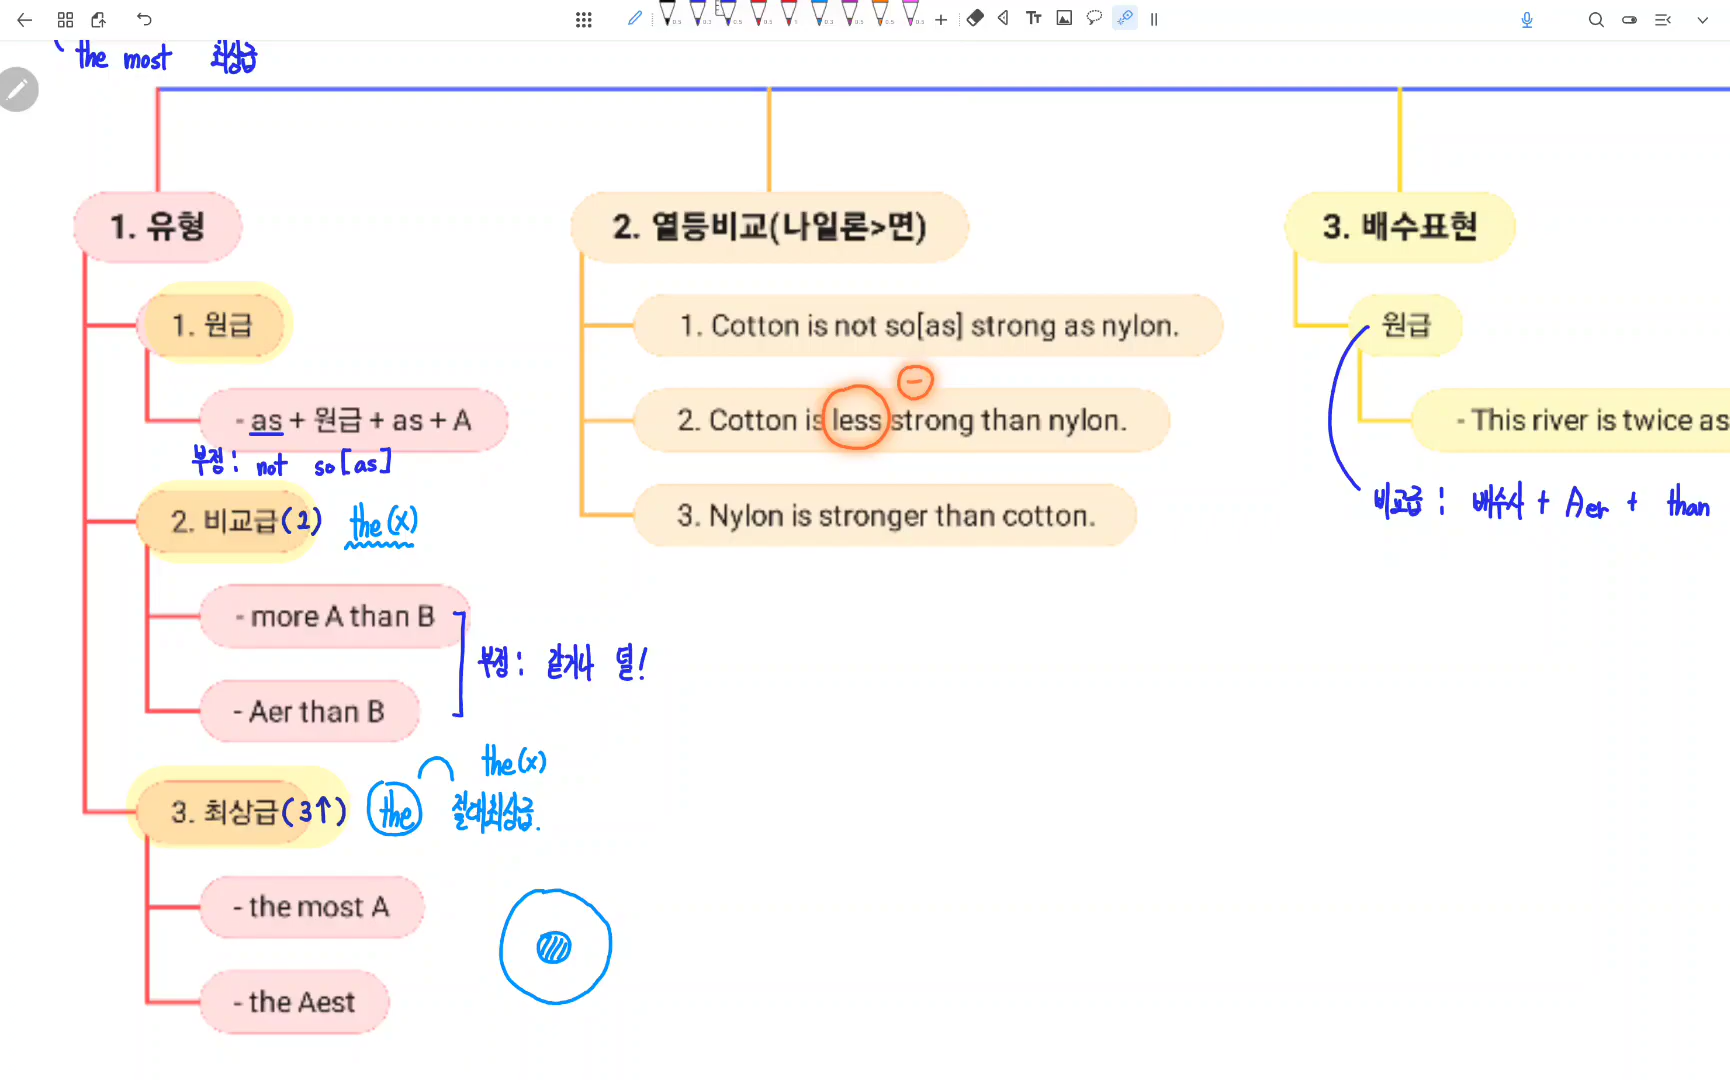 the most 최상급
1. 유형
1. 원급
- as + 원급 + as + A
부정 : not so[as]
2. 비교급(2) the(x)
- more A than B
부정 : 같거나 덜!
- Aer than B
the(x)
3. 최상급(3↑) the 절대최상급.
- the most A
- the Aest
2. 열등비교(나일론>면)
1. Cotton is not so[as] strong as nylon.
2. Cotton is less strong than nylon.
3. Nylon is stronger than cotton.
3. 배수표현
원급
- This river is twice as
비교급 : 배수사 + Aer + than